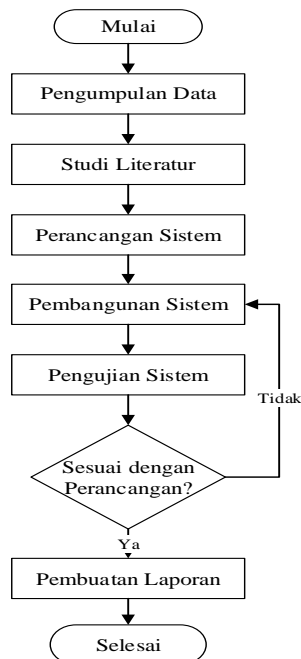 Mulai
Pengumpulan Data
Studi Literatur
Perancangan Sistem
Pembangunan Sistem
Pengujian Sistem
Tidak
Sesuai dengan
Perancangan?
Ya
Pembuatan Laporan
Selesai